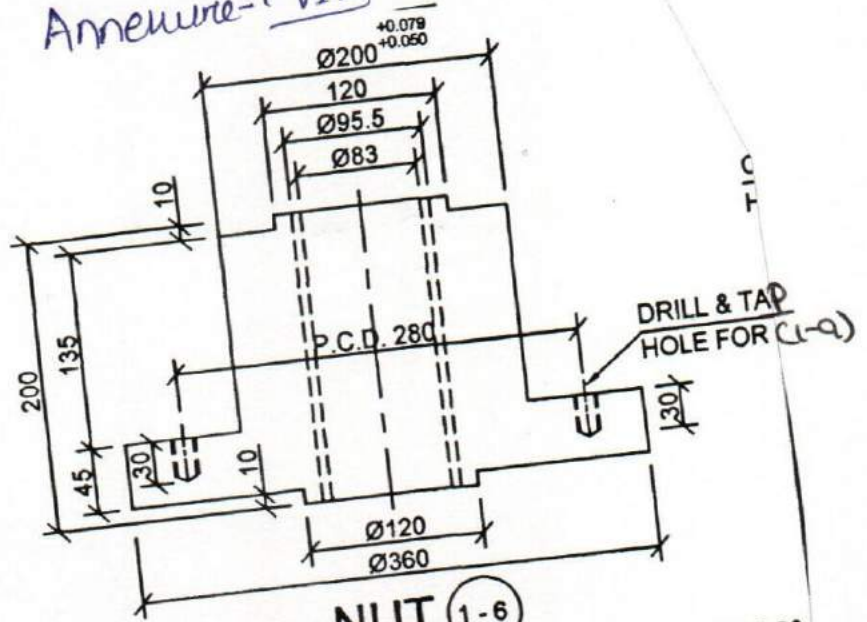 Annexure-
+0.079
Ø200 +0.050
120
Ø95.5
Ø83
10
DRILL & TAP
P.C.D. 280
HOLE FOR (1-a)
135
200
30
30
10
45
Ø120
Ø360
NUT 1-6